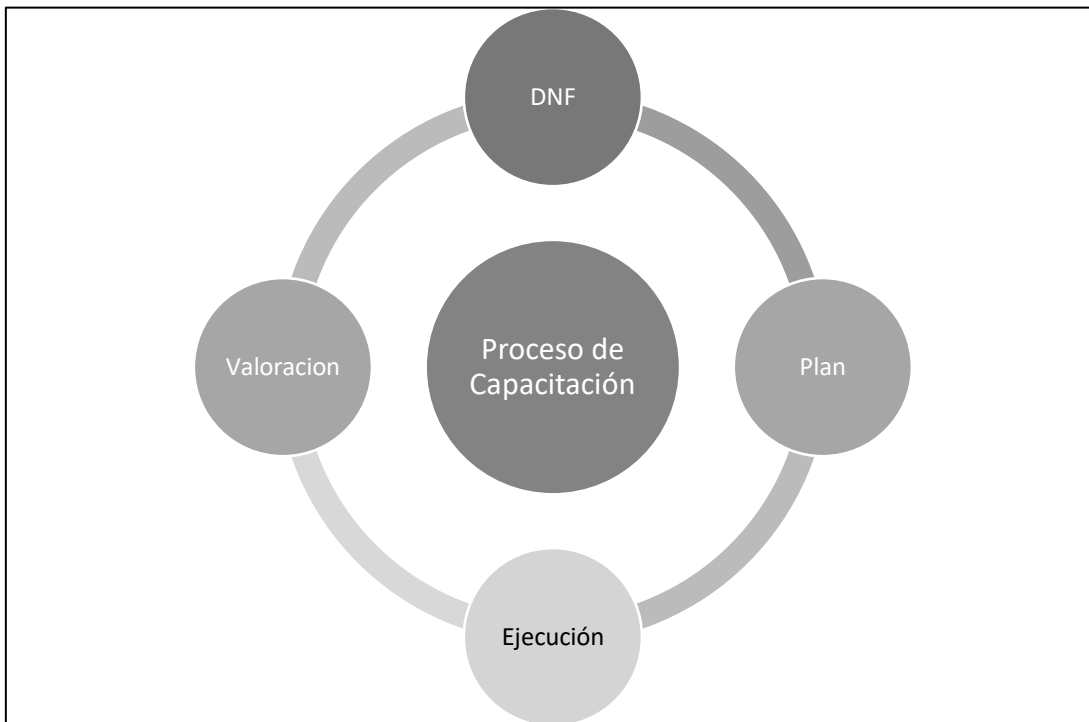 DNF
Proceso de
Capacitación
Valoracion
Plan
Ejecución